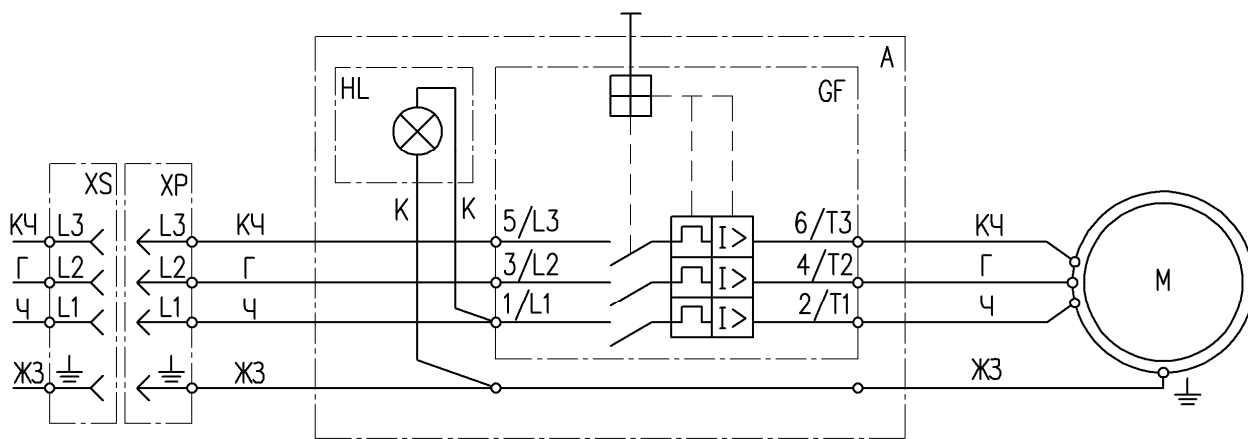 A
HL
GF
XS XP
К К
КЧ L3 L3 КЧ 5/L3 I> 6/T3 КЧ
Г L2 L2 Г 3/L2 I> 4/T2 Г M
Ч L1 L1 Ч 1/L1 I> 2/T1 Ч
ЖЗ ЖЗ ЖЗ